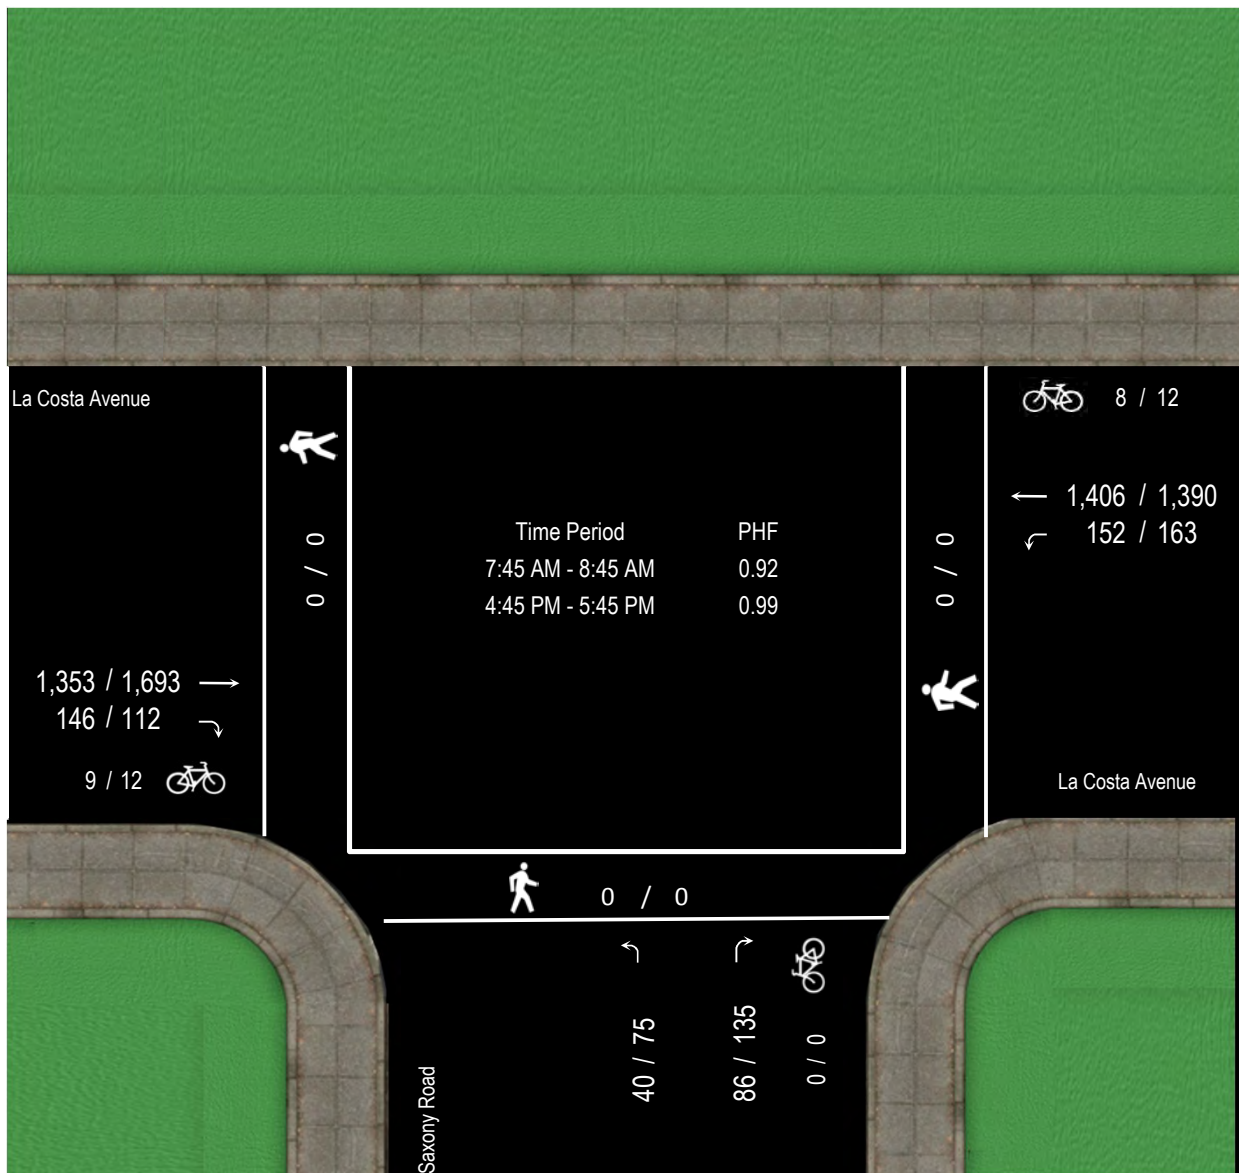 La Costa Avenue
8 / 12
1,406 / 1,390
152 / 163
0 / 0
Time Period PHF
7:45 AM - 8:45 AM 0.92
4:45 PM - 5:45 PM 0.99
0 / 0
1,353 / 1,693
146 / 112
9 / 12
La Costa Avenue
0 / 0
40 / 75
86 / 135
0 / 0
Saxony Road